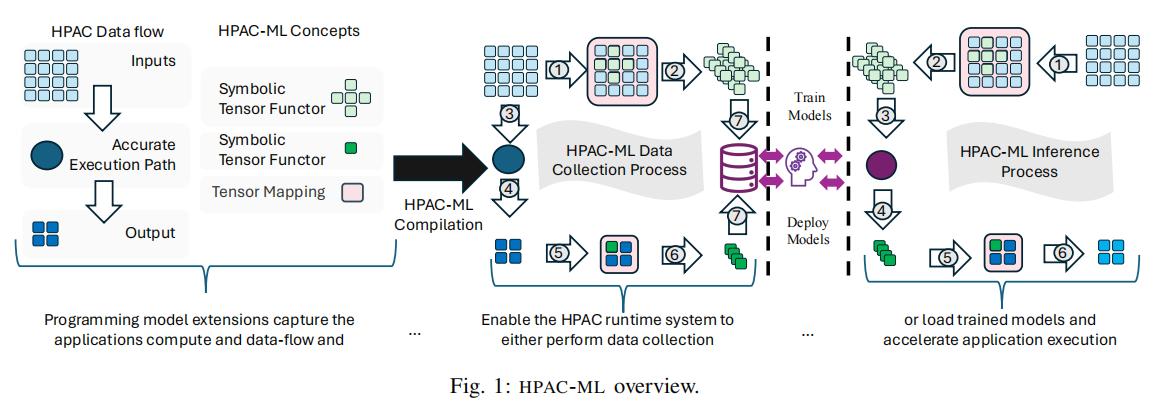 HPAC Data flow
Inputs
Accurate
Execution Path
Output
HPAC-ML Concepts
Symbolic
Tensor Functor
Symbolic
Tensor Functor
Tensor Mapping
Programming model extensions capture the
applications compute and data-flow and
HPAC-ML
Compilation
...
1
2
3
7
HPAC-ML Data
Collection Process
4
7
5
6
Enable the HPAC runtime system to
either perform data collection
Train
Models
Deploy
Models
...
2
1
3
HPAC-ML Inference
Process
4
5
6
or load trained models and
accelerate application execution
Fig. 1: HPAC-ML overview.